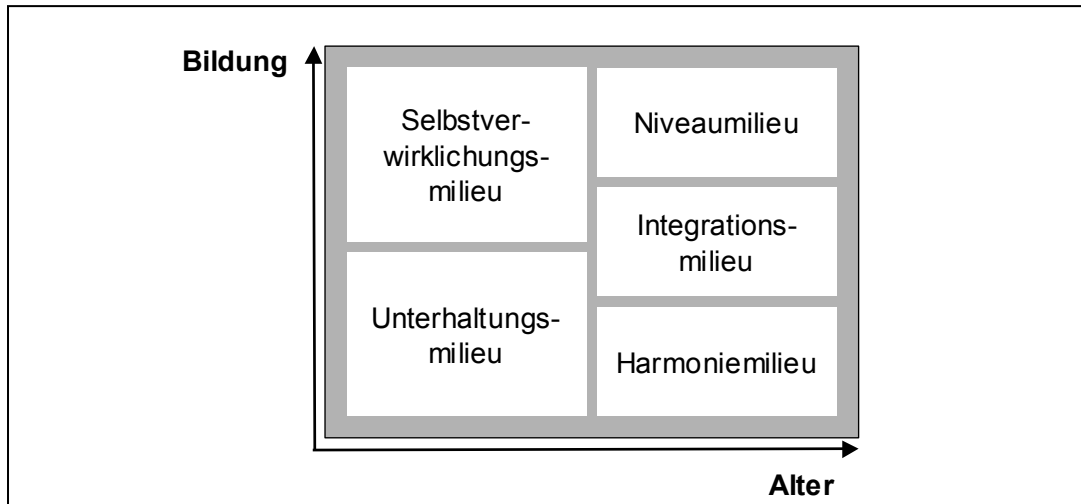 Bildung
Selbstver-
wirklichungs-
milieu
Niveaumilieu
Integrations-
milieu
Unterhaltungs-
milieu
Harmoniemilieu
Alter